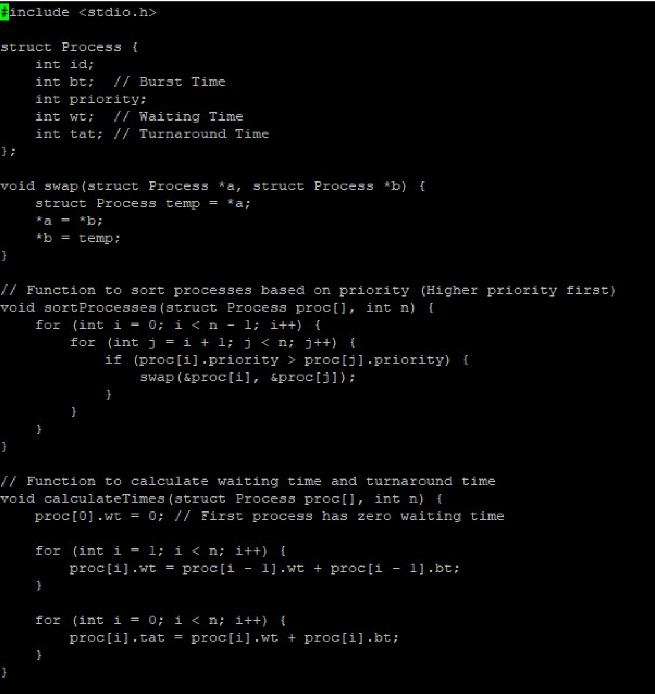 #include <stdio.h>

struct Process {
    int id;
    int bt;  // Burst Time
    int priority;
    int wt;  // Waiting Time
    int tat; // Turnaround Time
};

void swap(struct Process *a, struct Process *b) {
    struct Process temp = *a;
    *a = *b;
    *b = temp;
}

// Function to sort processes based on priority (Higher priority first)
void sortProcesses(struct Process proc[], int n) {
    for (int i = 0; i < n - 1; i++) {
        for (int j = i + 1; j < n; j++) {
            if (proc[i].priority > proc[j].priority) {
                swap(&proc[i], &proc[j]);
            }
        }
    }
}

// Function to calculate waiting time and turnaround time
void calculateTimes(struct Process proc[], int n) {
    proc[0].wt = 0; // First process has zero waiting time

    for (int i = 1; i < n; i++) {
        proc[i].wt = proc[i - 1].wt + proc[i - 1].bt;
    }

    for (int i = 0; i < n; i++) {
        proc[i].tat = proc[i].wt + proc[i].bt;
    }
}